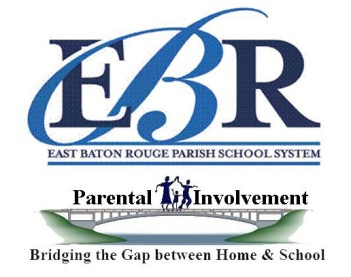 EBR
EAST BATON ROUGE PARISH SCHOOL SYSTEM
Parental Involvement
Bridging the Gap between Home & School